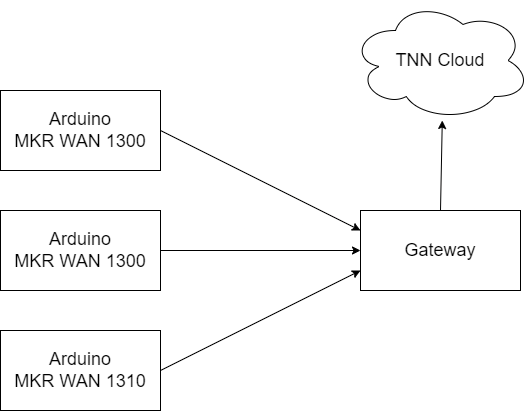 TNN Cloud
Arduino
MKR WAN 1300
Arduino
MKR WAN 1300
Gateway
Arduino
MKR WAN 1310